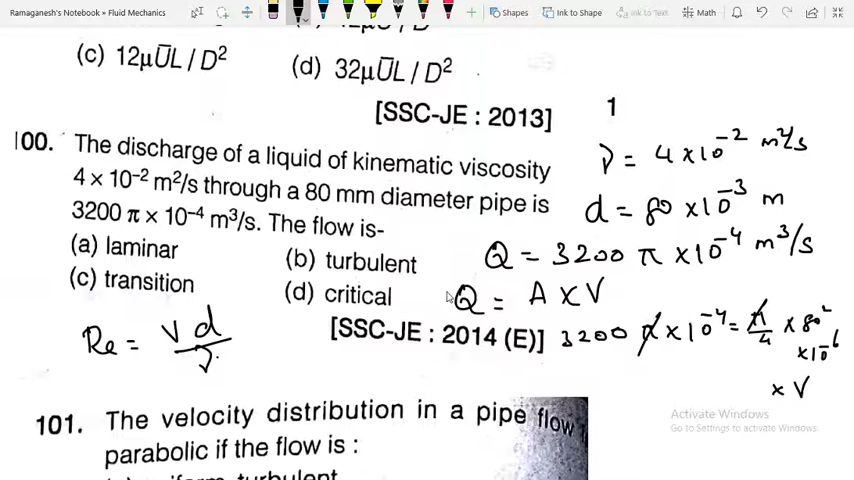 Ramaganesh's Notebook » Fluid Mechanics
Shapes
Ink to Shape
Ink to Text
Math
(c) 12μŪL / D²
(d) 32μŪL / D²
[SSC-JE : 2013]
1
100. The discharge of a liquid of kinematic viscosity
4 × 10⁻² m²/s through a 80 mm diameter pipe is
3200 π × 10⁻⁴ m³/s. The flow is-
(a) laminar
(b) turbulent
(c) transition
(d) critical
[SSC-JE : 2014 (E)]
ν = 4 × 10⁻² m²/s
d = 80 × 10⁻³ m
Q = 3200 π × 10⁻⁴ m³/s
Q = A × V
3200 π × 10⁻⁴ = π/4 × 80²
× 10⁻⁶
× V
Re = Vd/ν
101. The velocity distribution in a pipe flow
parabolic if the flow is :
Activate Windows
Go to Settings to activate Windows.